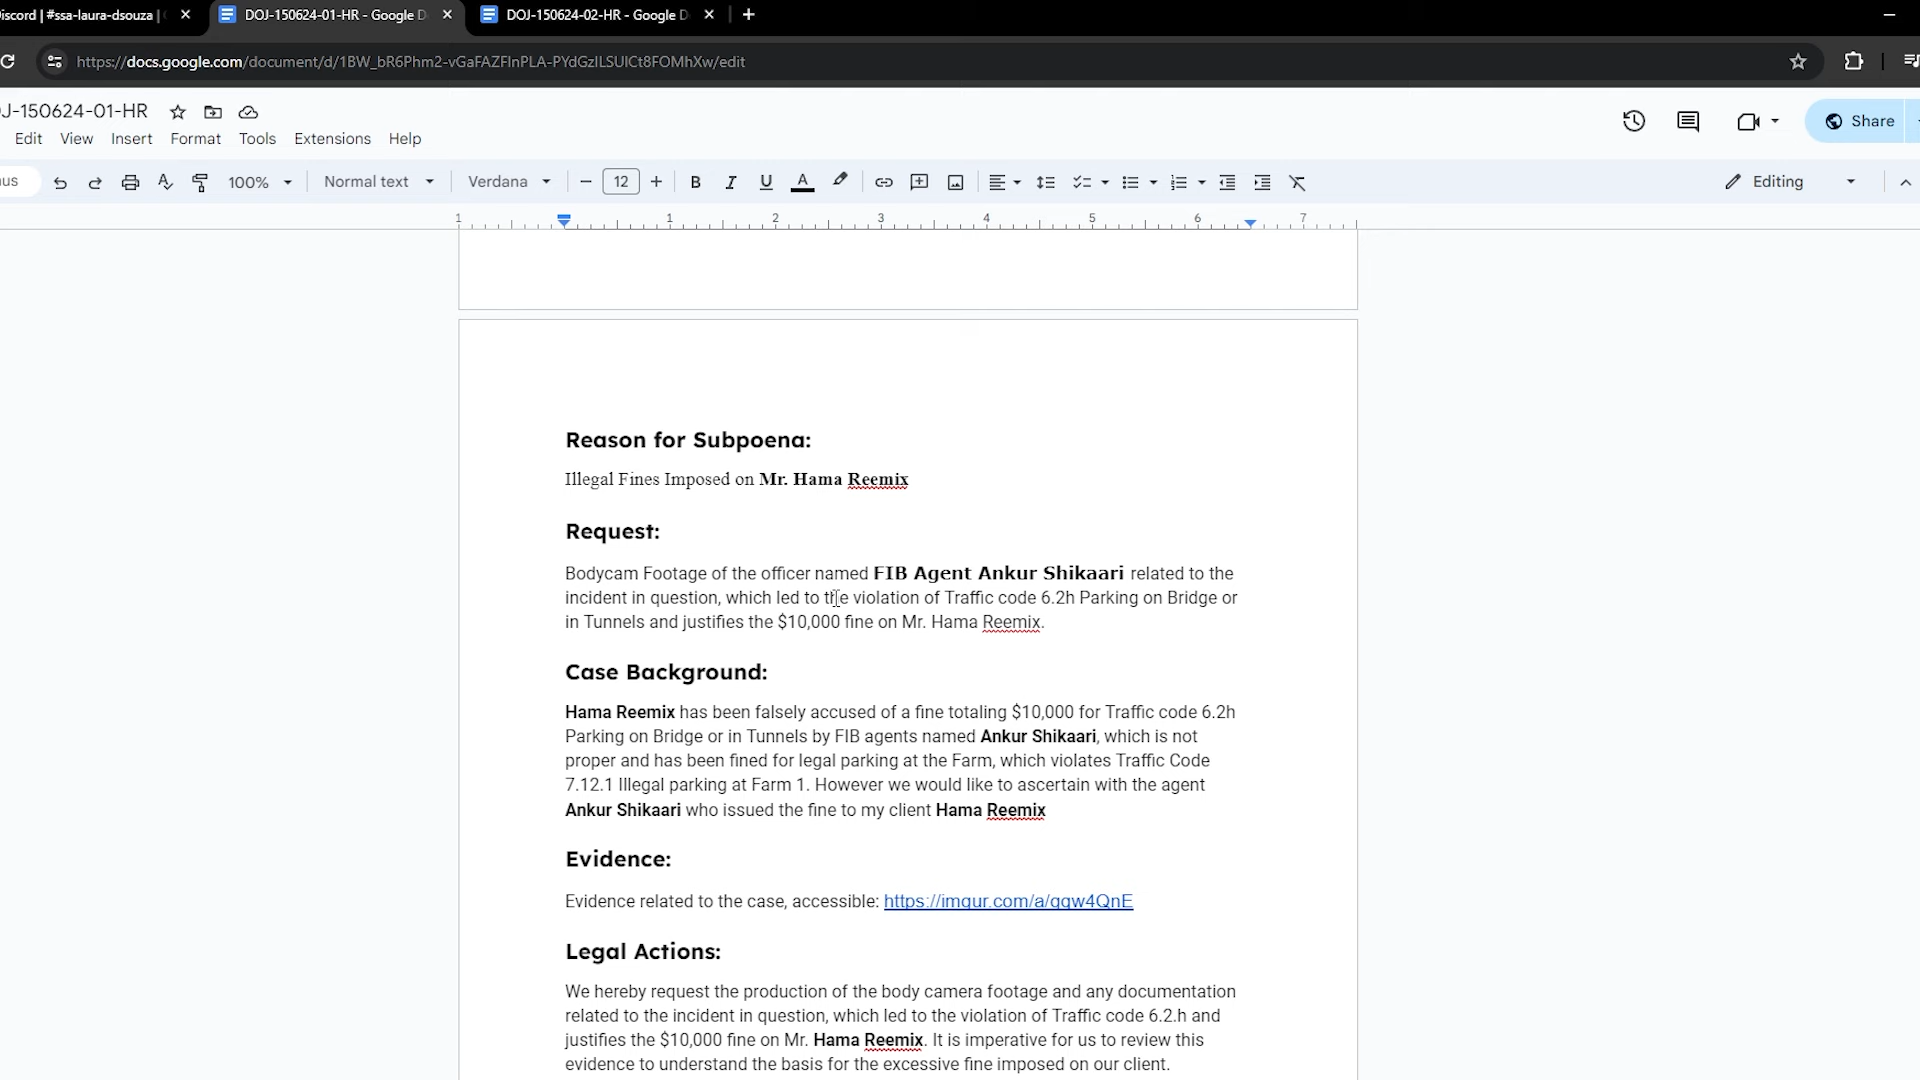 iscord | #ssa-laura-dsouza |
DOJ-150624-01-HR - Google D
DOJ-150624-02-HR - Google D
https://docs.google.com/document/d/1BW_bR6Phm2-vGaFAZFlnPLA-PYdGzlLSUlCt8FOMhXw/edit
J-150624-01-HR
Share
Edit View Insert Format Tools Extensions Help
us 100% Normal text Verdana 12 Editing
1 1 2 3 4 5 6 7
Reason for Subpoena:
Illegal Fines Imposed on Mr. Hama Reemix
Request:
Bodycam Footage of the officer named FIB Agent Ankur Shikaari related to the
incident in question, which led to the violation of Traffic code 6.2h Parking on Bridge or
in Tunnels and justifies the $10,000 fine on Mr. Hama Reemix.
Case Background:
Hama Reemix has been falsely accused of a fine totaling $10,000 for Traffic code 6.2h
Parking on Bridge or in Tunnels by FIB agents named Ankur Shikaari, which is not
proper and has been fined for legal parking at the Farm, which violates Traffic Code
7.12.1 Illegal parking at Farm 1. However we would like to ascertain with the agent
Ankur Shikaari who issued the fine to my client Hama Reemix
Evidence:
Evidence related to the case, accessible: https://imgur.com/a/gqw4QnE
Legal Actions:
We hereby request the production of the body camera footage and any documentation
related to the incident in question, which led to the violation of Traffic code 6.2.h and
justifies the $10,000 fine on Mr. Hama Reemix. It is imperative for us to review this
evidence to understand the basis for the excessive fine imposed on our client.